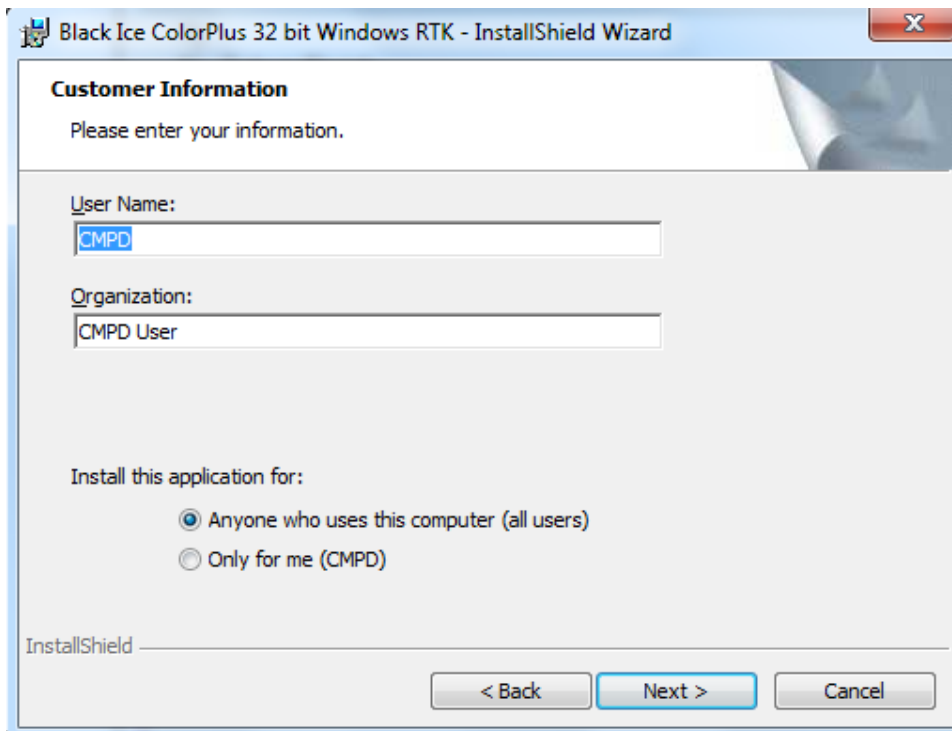 Black Ice ColorPlus 32 bit Windows RTK - InstallShield Wizard
Customer Information
Please enter your information.
User Name:
CMPD
Organization:
CMPD User
Install this application for:
Anyone who uses this computer (all users)
Only for me (CMPD)
InstallShield
< Back Next > Cancel